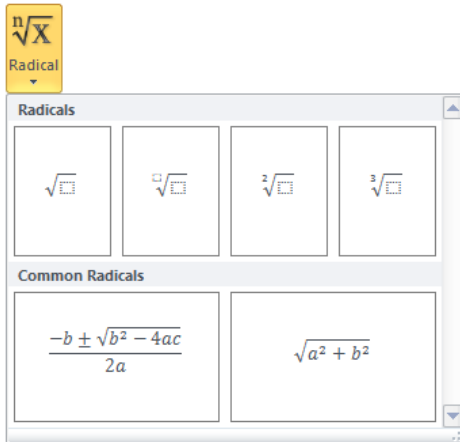 ⁿ√X
Radical
Radicals
√□ □√□ ²√□ ³√□
Common Radicals
(-b ± √(b² − 4ac))/2a √(a² + b²)